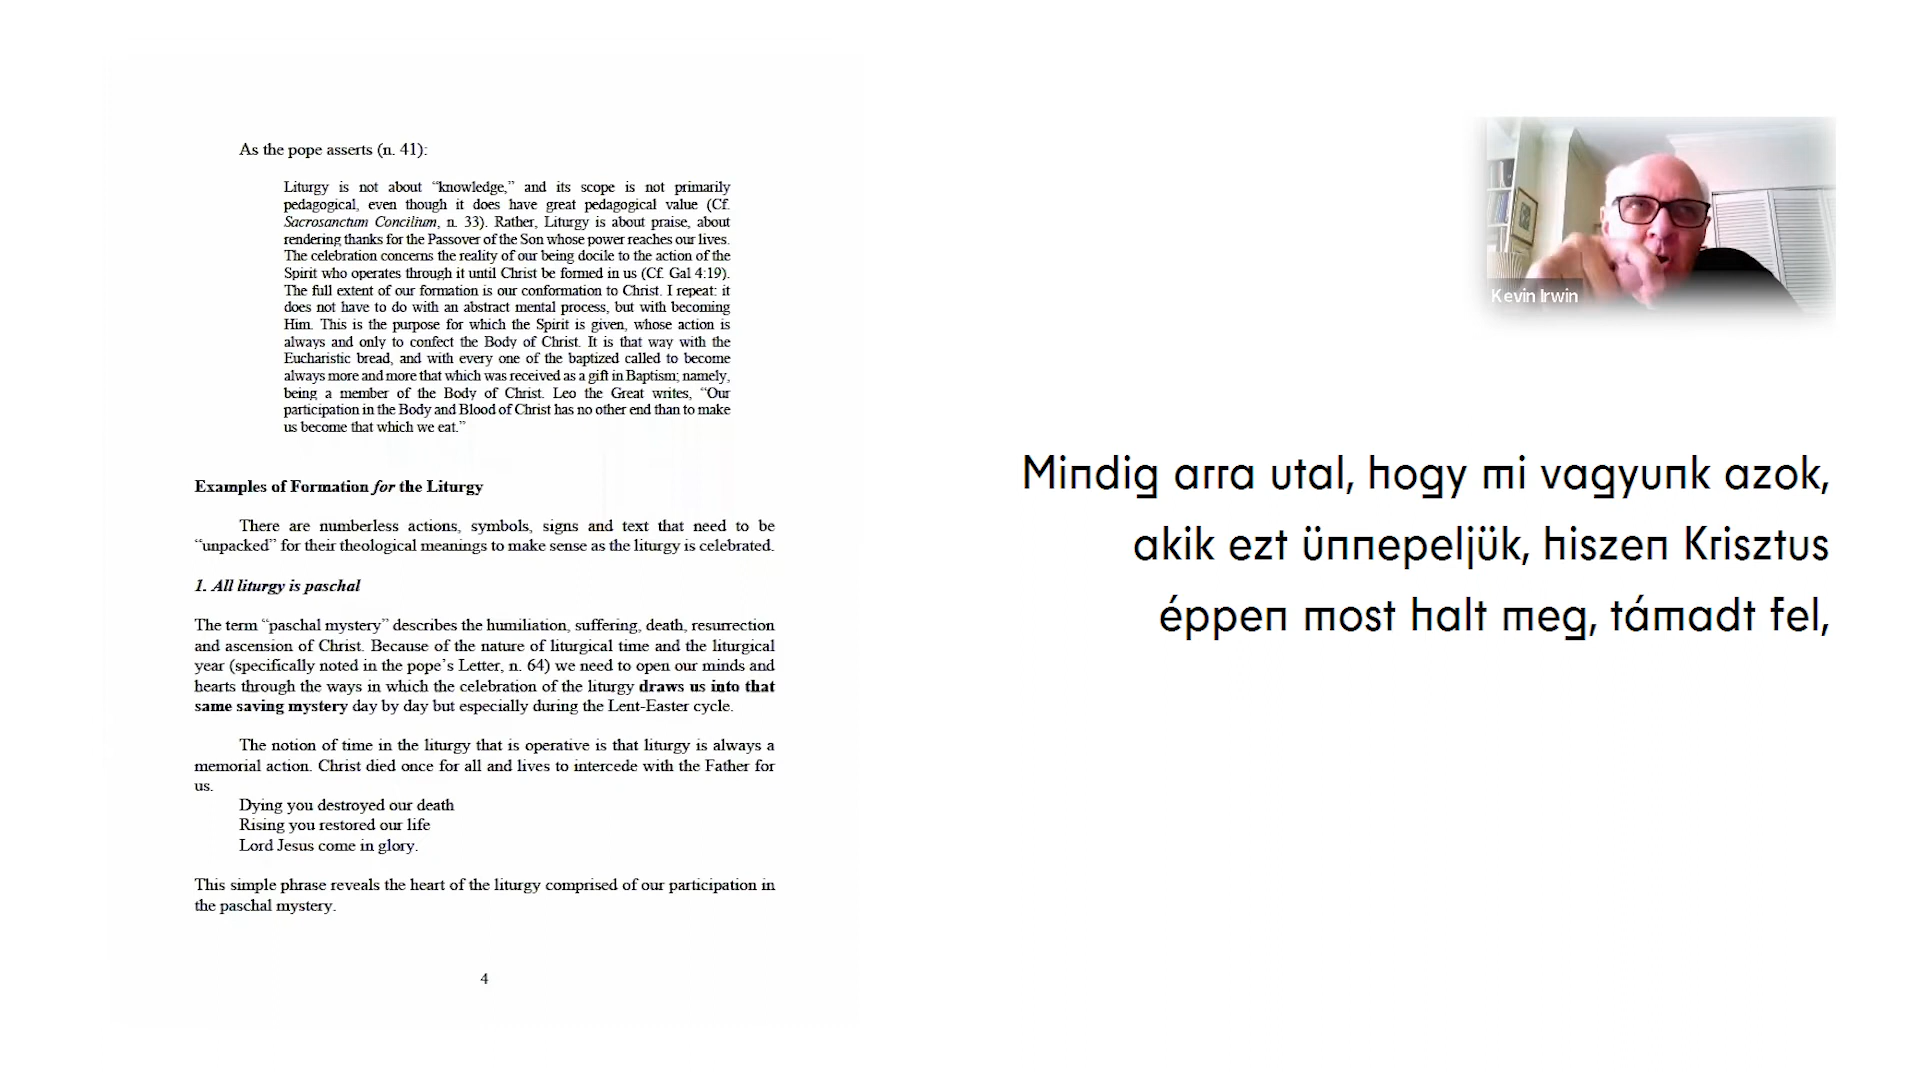 As the pope asserts (n. 41):
Liturgy is not about “knowledge,” and its scope is not primarily
pedagogical, even though it does have great pedagogical value (Cf.
Sacrosanctum Concilium, n. 33). Rather, Liturgy is about praise, about
rendering thanks for the Passover of the Son whose power reaches our lives.
The celebration concerns the reality of our being docile to the action of the
Spirit who operates through it until Christ be formed in us (Cf. Gal 4:19).
The full extent of our formation is our conformation to Christ. I repeat: it
does not have to do with an abstract mental process, but with becoming
Him. This is the purpose for which the Spirit is given, whose action is
always and only to confect the Body of Christ. It is that way with the
Eucharistic bread, and with every one of the baptized called to become
always more and more that which was received as a gift in Baptism; namely,
being a member of the Body of Christ. Leo the Great writes, “Our
participation in the Body and Blood of Christ has no other end than to make
us become that which we eat.”
Examples of Formation for the Liturgy
There are numberless actions, symbols, signs and text that need to be
“unpacked” for their theological meanings to make sense as the liturgy is celebrated.
1. All liturgy is paschal
The term “paschal mystery” describes the humiliation, suffering, death, resurrection
and ascension of Christ. Because of the nature of liturgical time and the liturgical
year (specifically noted in the pope’s Letter, n. 64) we need to open our minds and
hearts through the ways in which the celebration of the liturgy draws us into that
same saving mystery day by day but especially during the Lent-Easter cycle.
The notion of time in the liturgy that is operative is that liturgy is always a
memorial action. Christ died once for all and lives to intercede with the Father for
us.
Dying you destroyed our death
Rising you restored our life
Lord Jesus come in glory.
This simple phrase reveals the heart of the liturgy comprised of our participation in
the paschal mystery.
4
Kevin Irwin
Mindig arra utal, hogy mi vagyunk azok,
akik ezt ünnepeljük, hiszen Krisztus
éppen most halt meg, támadt fel,